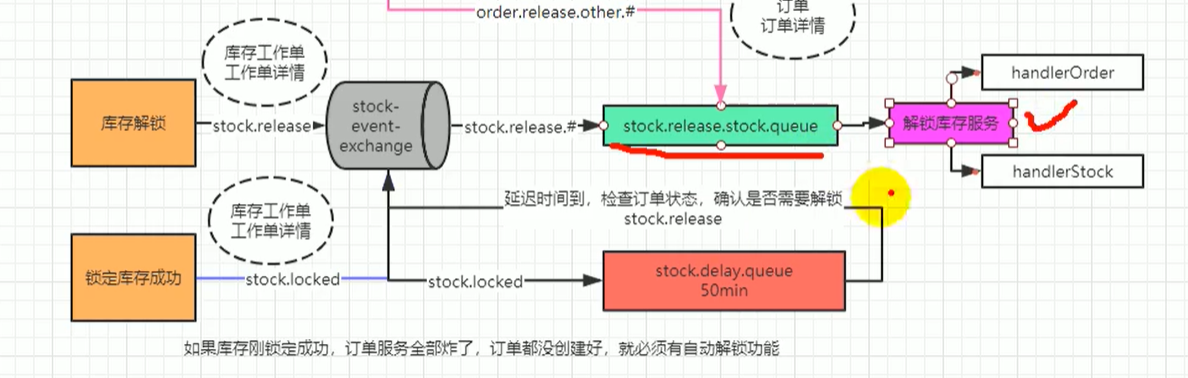 order.release.other.#
订单
订单详情
库存工作单
工作单详情
handlerOrder
库存解锁
stock.release
stock-
event-
exchange
stock.release.#
stock.release.stock.queue
解锁库存服务
handlerStock
库存工作单
工作单详情
延迟时间到，检查订单状态，确认是否需要解锁
stock.release
锁定库存成功
stock.locked
stock.locked
stock.delay.queue
50min
如果库存刚锁定成功，订单服务全部炸了，订单都没创建好，就必须有自动解锁功能